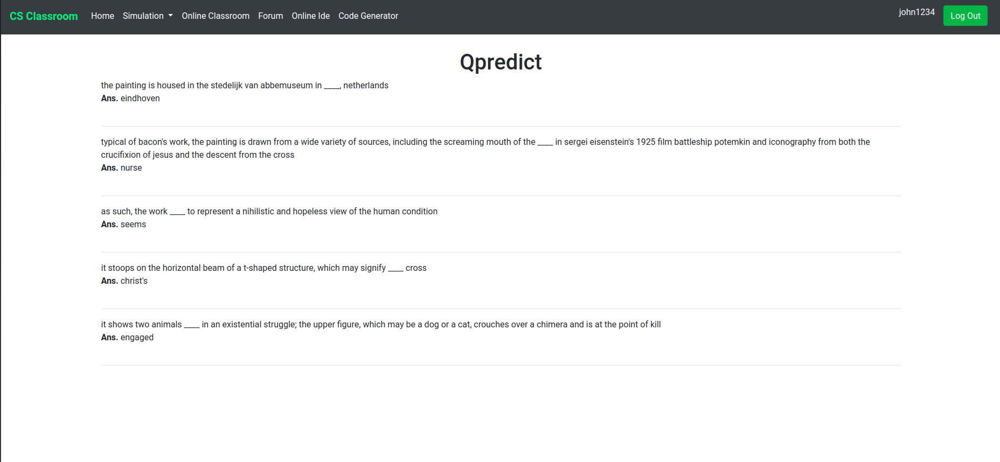 CS Classroom Home Simulation Online Classroom Forum Online Ide Code Generator john1234 Log Out
Qpredict
the painting is housed in the stedelijk van abbemuseum in ____, netherlands
Ans. eindhoven
typical of bacon's work, the painting is drawn from a wide variety of sources, including the screaming mouth of the ____ in sergei eisenstein's 1925 film battleship potemkin and iconography from both the
crucifixion of jesus and the descent from the cross
Ans. nurse
as such, the work ____ to represent a nihilistic and hopeless view of the human condition
Ans. seems
it stoops on the horizontal beam of a t-shaped structure, which may signify ____ cross
Ans. christ's
it shows two animals ____ in an existential struggle; the upper figure, which may be a dog or a cat, crouches over a chimera and is at the point of kill
Ans. engaged